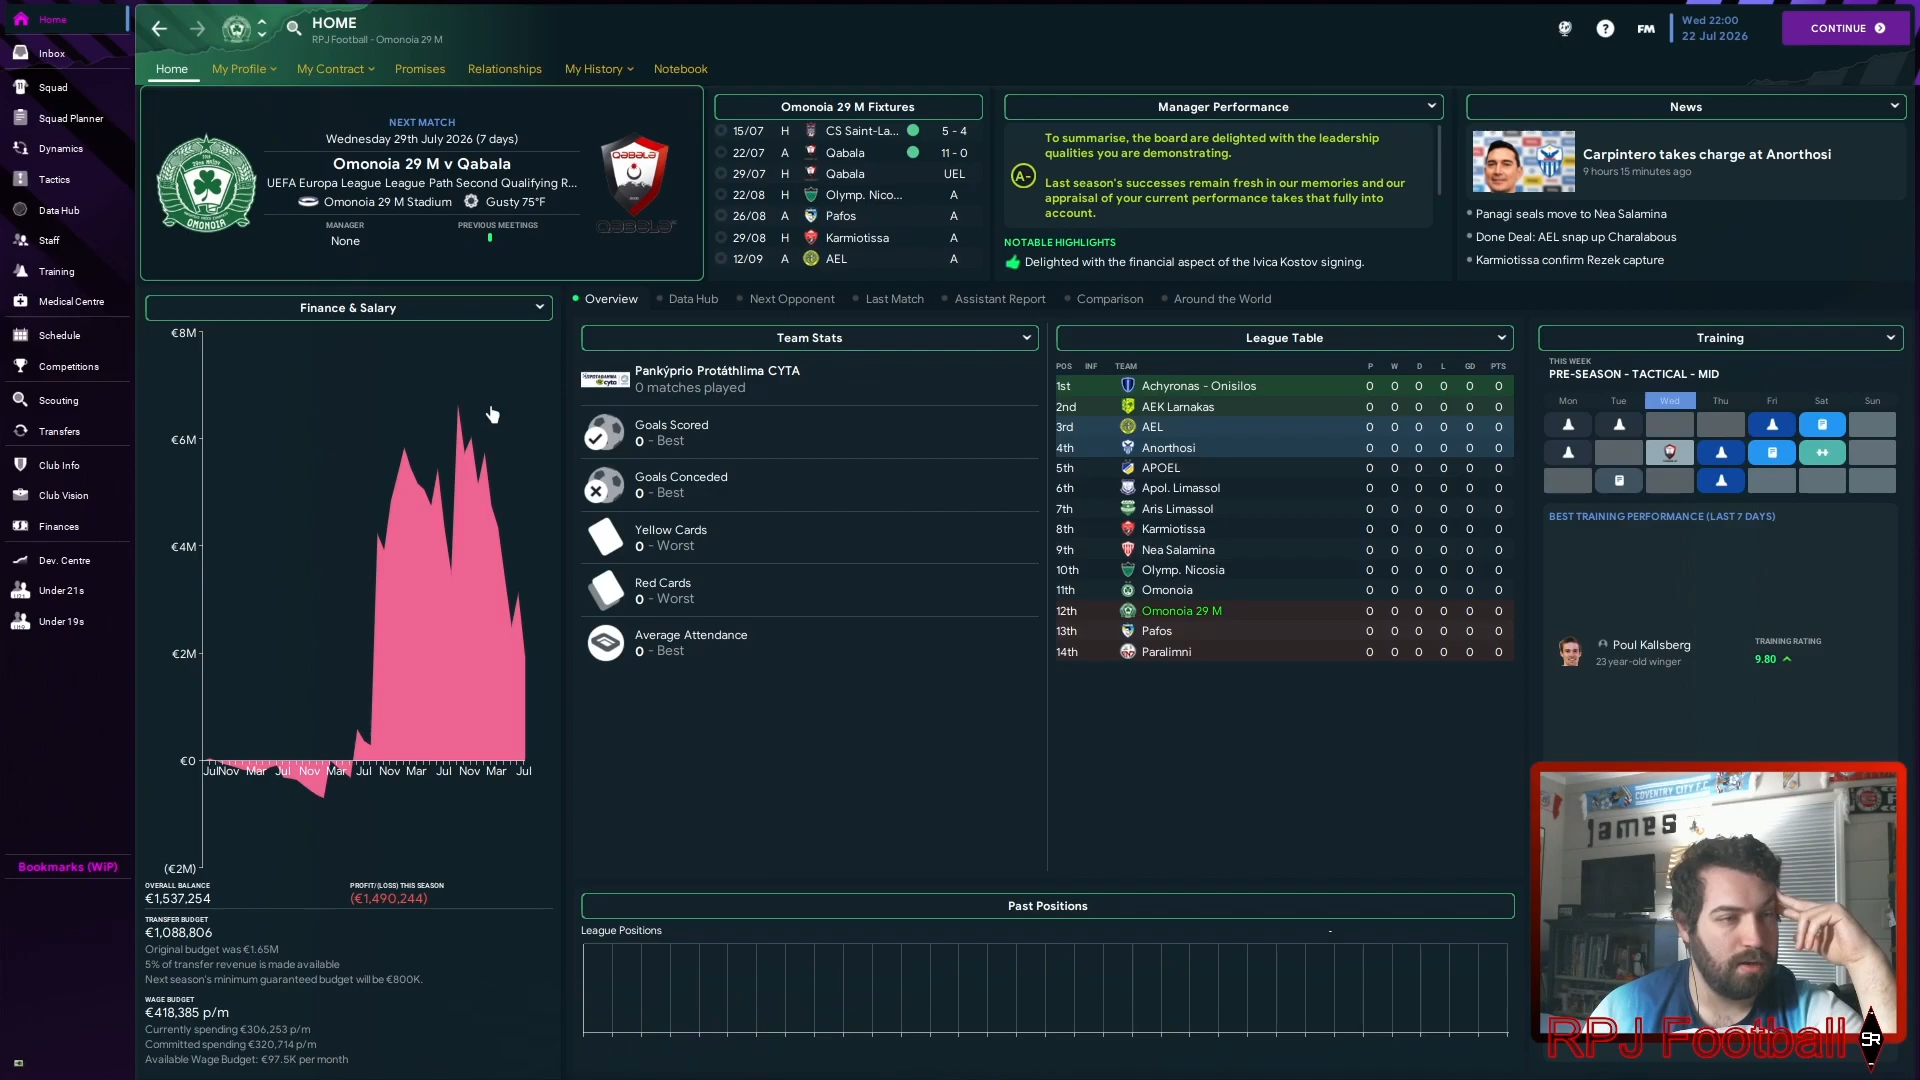 Home
Inbox
Squad
Squad Planner
Dynamics
Tactics
Data Hub
Staff
Training
Medical Centre
Schedule
Competitions
Scouting
Transfers
Club Info
Club Vision
Finances
Dev. Centre
Under 21s
Under 19s
Bookmarks (WiP)
HOME
RPJ Football - Omonoia 29 M
FM
Wed 22:00
22 Jul 2026
CONTINUE
Home My Profile My Contract Promises Relationships My History Notebook
NEXT MATCH
Wednesday 29th July 2026 (7 days)
Omonoia 29 M v Qabala
UEFA Europa League League Path Second Qualifying R...
Omonoia 29 M Stadium Gusty 75°F
MANAGER
None
PREVIOUS MEETINGS
Omonoia 29 M Fixtures
15/07 H CS Saint-La... 5 - 4
22/07 A Qabala 11 - 0
29/07 H Qabala UEL
22/08 H Olymp. Nico... A
26/08 A Pafos A
29/08 H Karmiotissa A
12/09 A AEL A
Manager Performance
A-
To summarise, the board are delighted with the leadership
qualities you are demonstrating.
Last season's successes remain fresh in our memories and our
appraisal of your current performance takes that fully into
account.
NOTABLE HIGHLIGHTS
Delighted with the financial aspect of the Ivica Kostov signing.
News
Carpintero takes charge at Anorthosi
9 hours 15 minutes ago
Panagi seals move to Nea Salamina
Done Deal: AEL snap up Charalabous
Karmiotissa confirm Rezek capture
Finance & Salary
€8M
€6M
€4M
€2M
€0
(€2M)
Jul Nov Mar Jul Nov Mar Jul Nov Mar Jul Nov Mar Jul
OVERALL BALANCE
€1,537,254
PROFIT/(LOSS) THIS SEASON
(€1,490,244)
TRANSFER BUDGET
€1,088,806
Original budget was €1.65M
5% of transfer revenue is made available
Next season's minimum guaranteed budget will be €800K.
WAGE BUDGET
€418,385 p/m
Currently spending €306,253 p/m
Committed spending €320,714 p/m
Available Wage Budget: €97.5K per month
Overview Data Hub Next Opponent Last Match Assistant Report Comparison Around the World
Team Stats
Pankýprio Protáthlima CYTA
0 matches played
Goals Scored
0 - Best
Goals Conceded
0 - Best
Yellow Cards
0 - Worst
Red Cards
0 - Worst
Average Attendance
0 - Best
League Table
POS INF TEAM P W D L GD PTS
1st Achyronas - Onisilos 0 0 0 0 0 0
2nd AEK Larnakas 0 0 0 0 0 0
3rd AEL 0 0 0 0 0 0
4th Anorthosi 0 0 0 0 0 0
5th APOEL 0 0 0 0 0 0
6th Apol. Limassol 0 0 0 0 0 0
7th Aris Limassol 0 0 0 0 0 0
8th Karmiotissa 0 0 0 0 0 0
9th Nea Salamina 0 0 0 0 0 0
10th Olymp. Nicosia 0 0 0 0 0 0
11th Omonoia 0 0 0 0 0 0
12th Omonoia 29 M 0 0 0 0 0 0
13th Pafos 0 0 0 0 0 0
14th Paralimni 0 0 0 0 0 0
Past Positions
League Positions -
Training
THIS WEEK
PRE-SEASON - TACTICAL - MID
Mon Tue Wed Thu Fri Sat Sun
BEST TRAINING PERFORMANCE (LAST 7 DAYS)
Poul Kallsberg
23 year-old winger
TRAINING RATING
9.80
COVENTRY CITY F.C.
James
RPJ Football